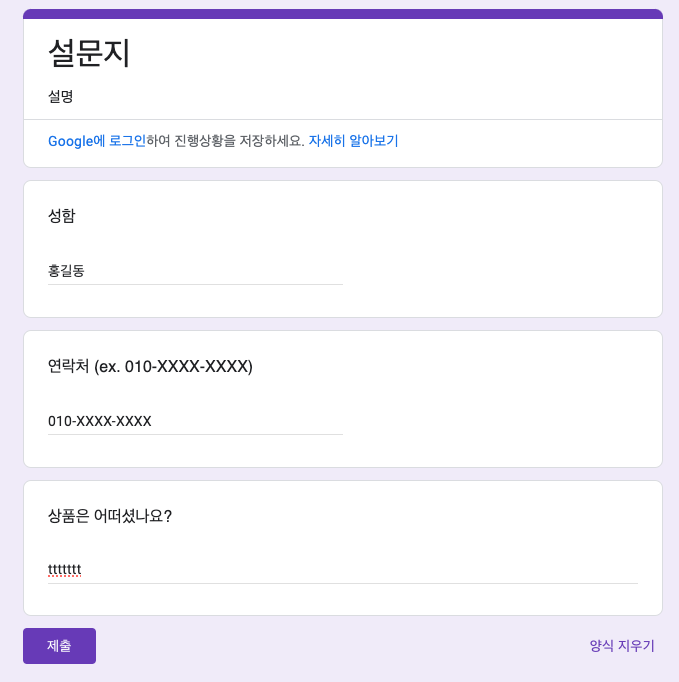 설문지
설명
Google에 로그인하여 진행상황을 저장하세요. 자세히 알아보기
성함
홍길동
연락처 (ex. 010-XXXX-XXXX)
010-XXXX-XXXX
상품은 어떠셨나요?
ttttttt
제출
양식 지우기